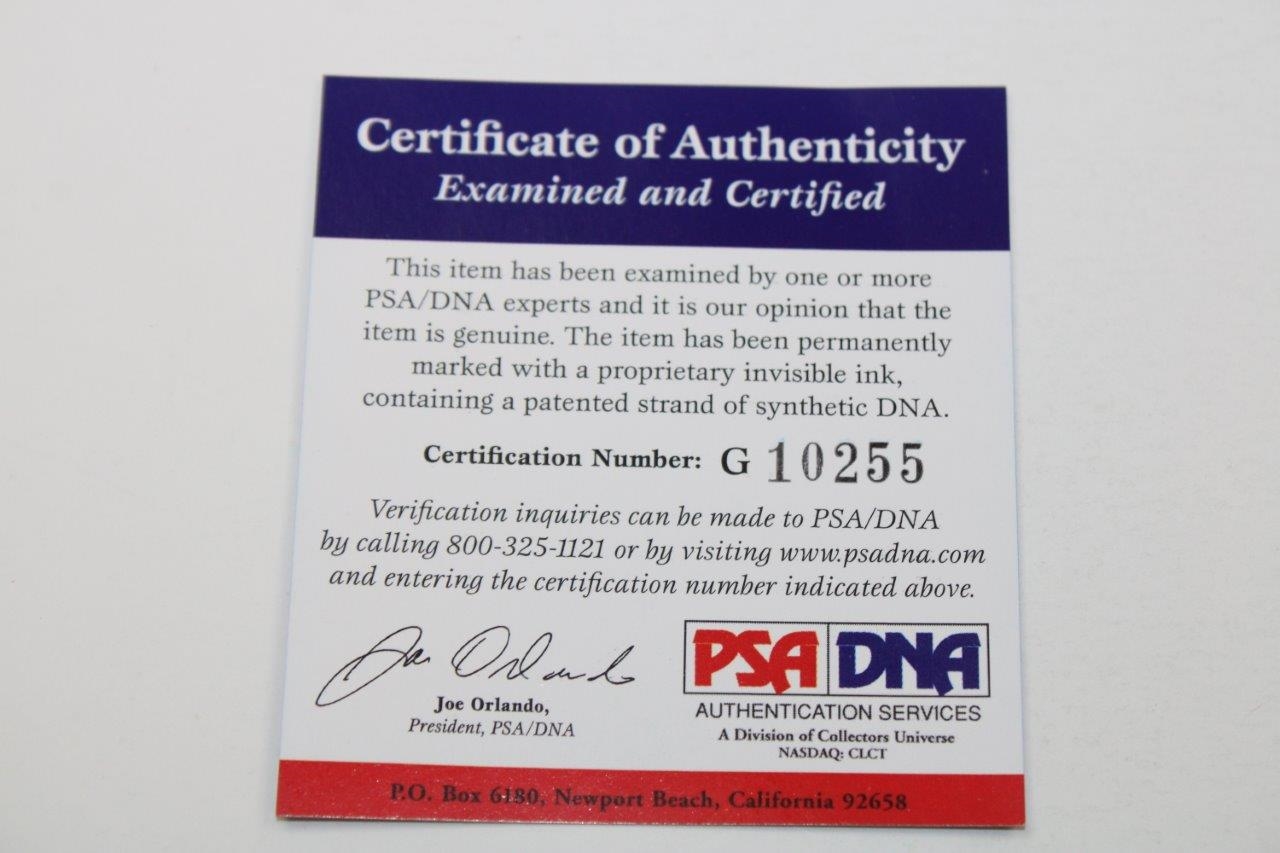 Certificate of Authenticity
Examined and Certified
This item has been examined by one or more
PSA/DNA experts and it is our opinion that the
item is genuine. The item has been permanently
marked with a proprietary invisible ink,
containing a patented strand of synthetic DNA.
Certification Number: G 10255
Verification inquiries can be made to PSA/DNA
by calling 800-325-1121 or by visiting www.psadna.com
and entering the certification number indicated above.
Joe Orlando
Joe Orlando,
President, PSA/DNA
PSA DNA
AUTHENTICATION SERVICES
A Division of Collectors Universe
NASDAQ: CLCT
P.O. Box 6180, Newport Beach, California 92658